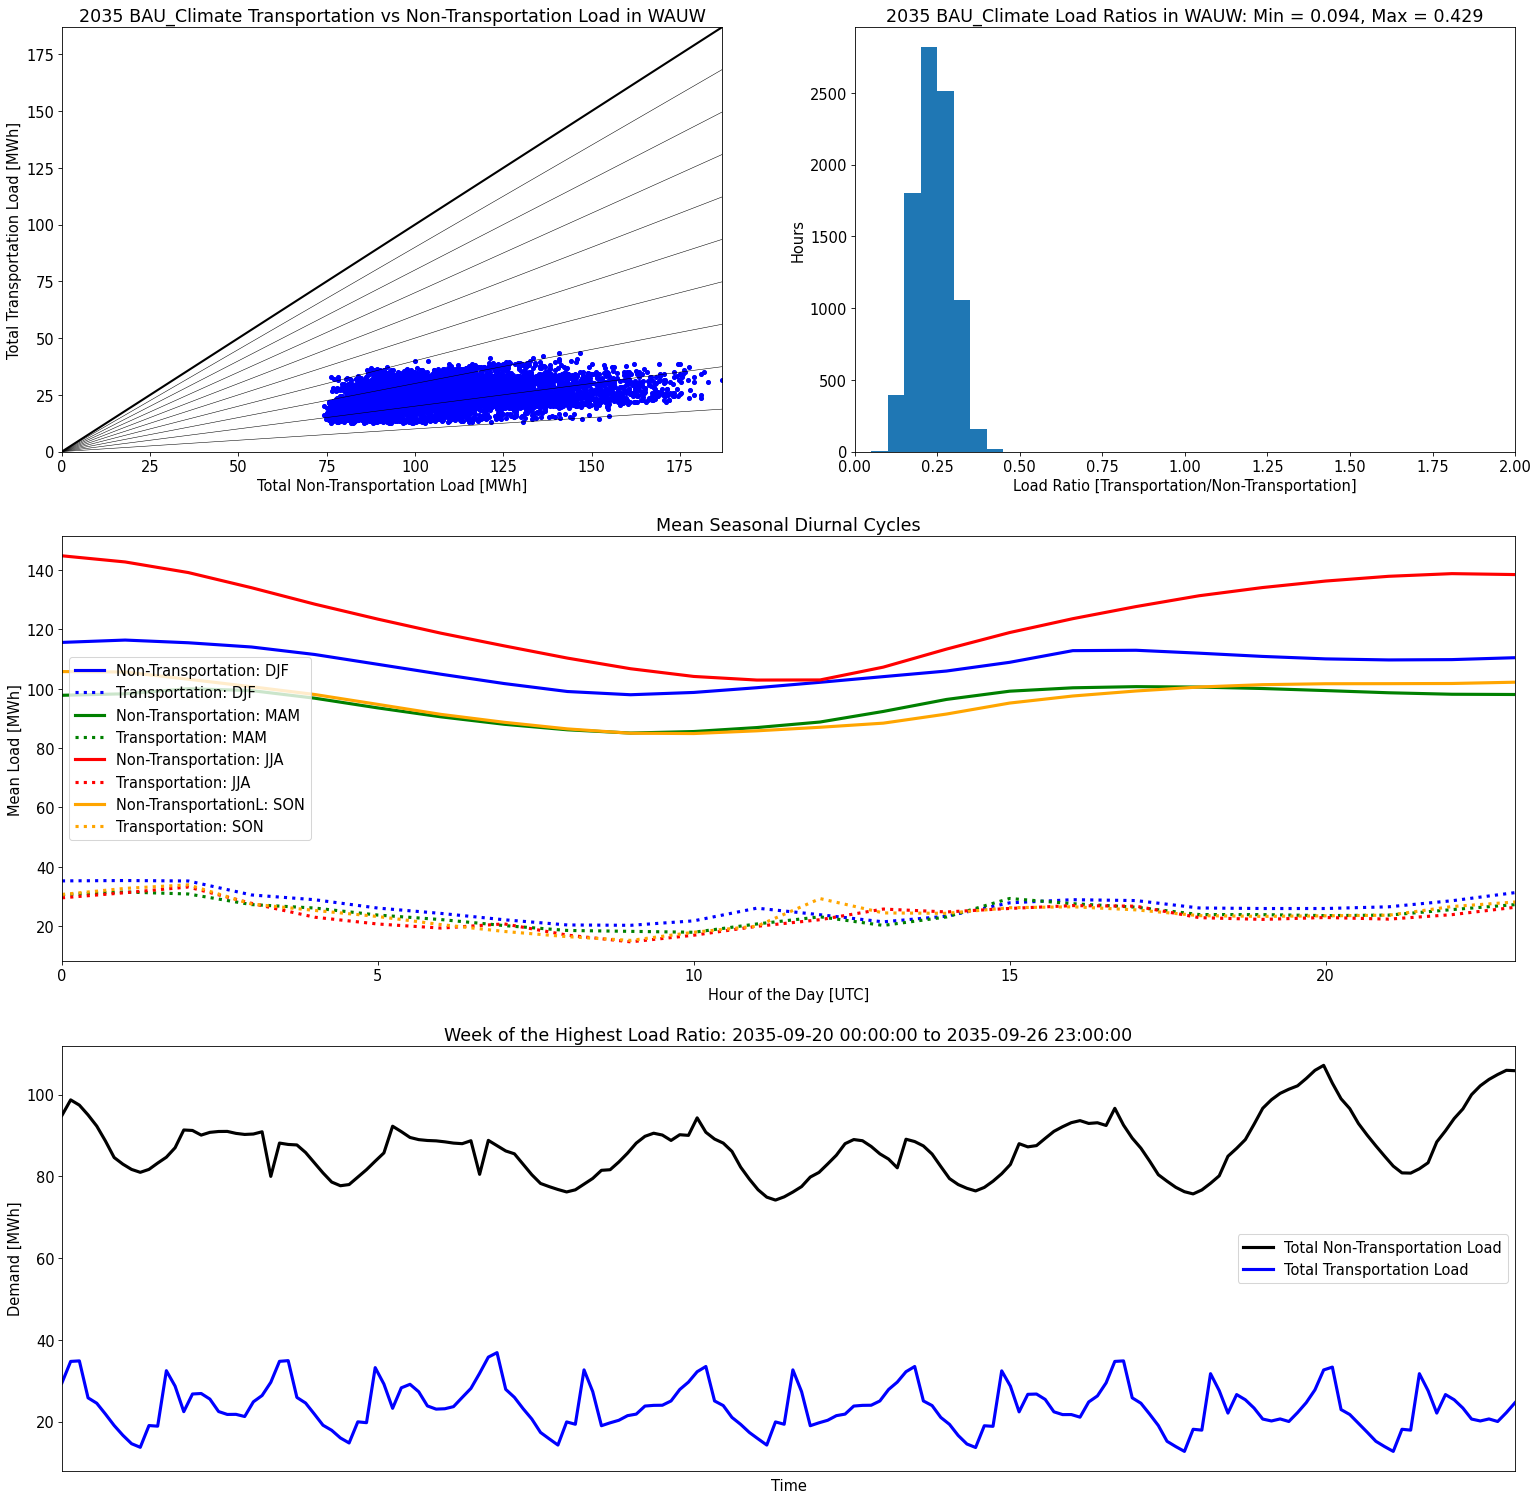 2035 BAU_Climate Transportation vs Non-Transportation Load in WAUW
Total Transportation Load [MWh]
175
150
125
100
75
50
25
0
0 25 50 75 100 125 150 175
Total Non-Transportation Load [MWh]
2035 BAU_Climate Load Ratios in WAUW: Min = 0.094, Max = 0.429
Hours
2500
2000
1500
1000
500
0
0.00 0.25 0.50 0.75 1.00 1.25 1.50 1.75 2.00
Load Ratio [Transportation/Non-Transportation]
Mean Seasonal Diurnal Cycles
Mean Load [MWh]
140
120
100
80
60
40
20
Non-Transportation: DJF
Transportation: DJF
Non-Transportation: MAM
Transportation: MAM
Non-Transportation: JJA
Transportation: JJA
Non-TransportationL: SON
Transportation: SON
0 5 10 15 20
Hour of the Day [UTC]
Week of the Highest Load Ratio: 2035-09-20 00:00:00 to 2035-09-26 23:00:00
Demand [MWh]
100
80
60
40
20
Total Non-Transportation Load
Total Transportation Load
Time